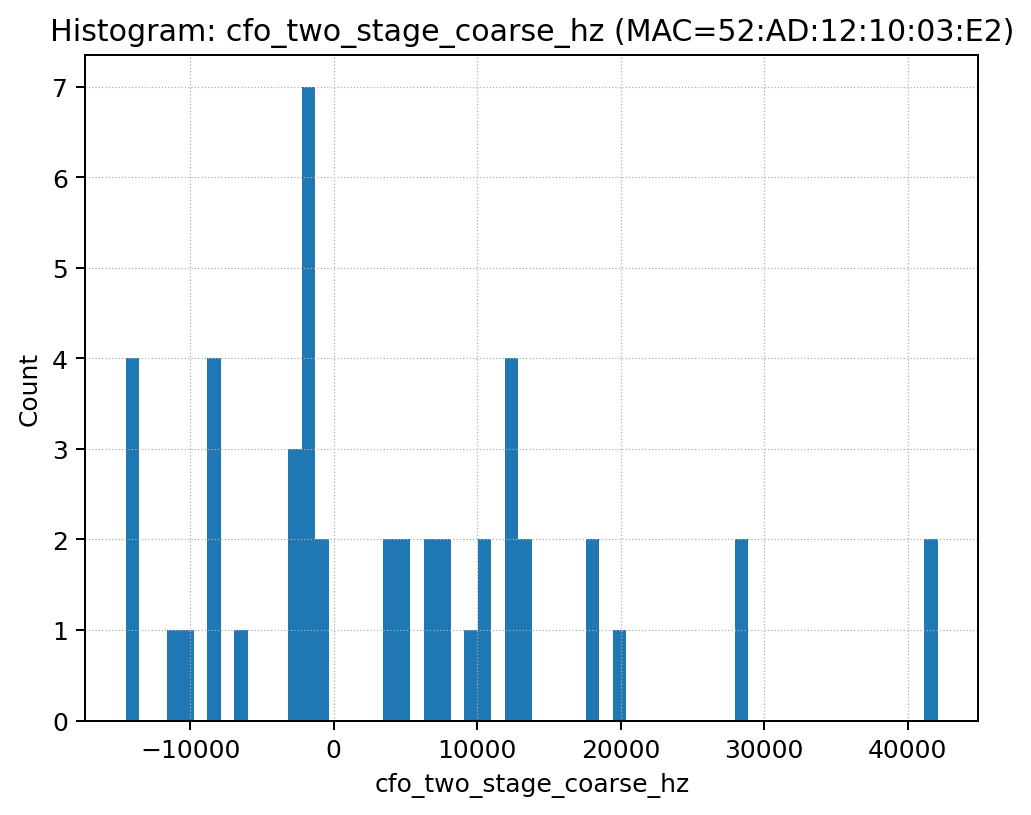 Histogram: cfo_two_stage_coarse_hz (MAC=52:AD:12:10:03:E2)
7
6
5
4
3
2
1
0
Count
−10000 0 10000 20000 30000 40000
cfo_two_stage_coarse_hz